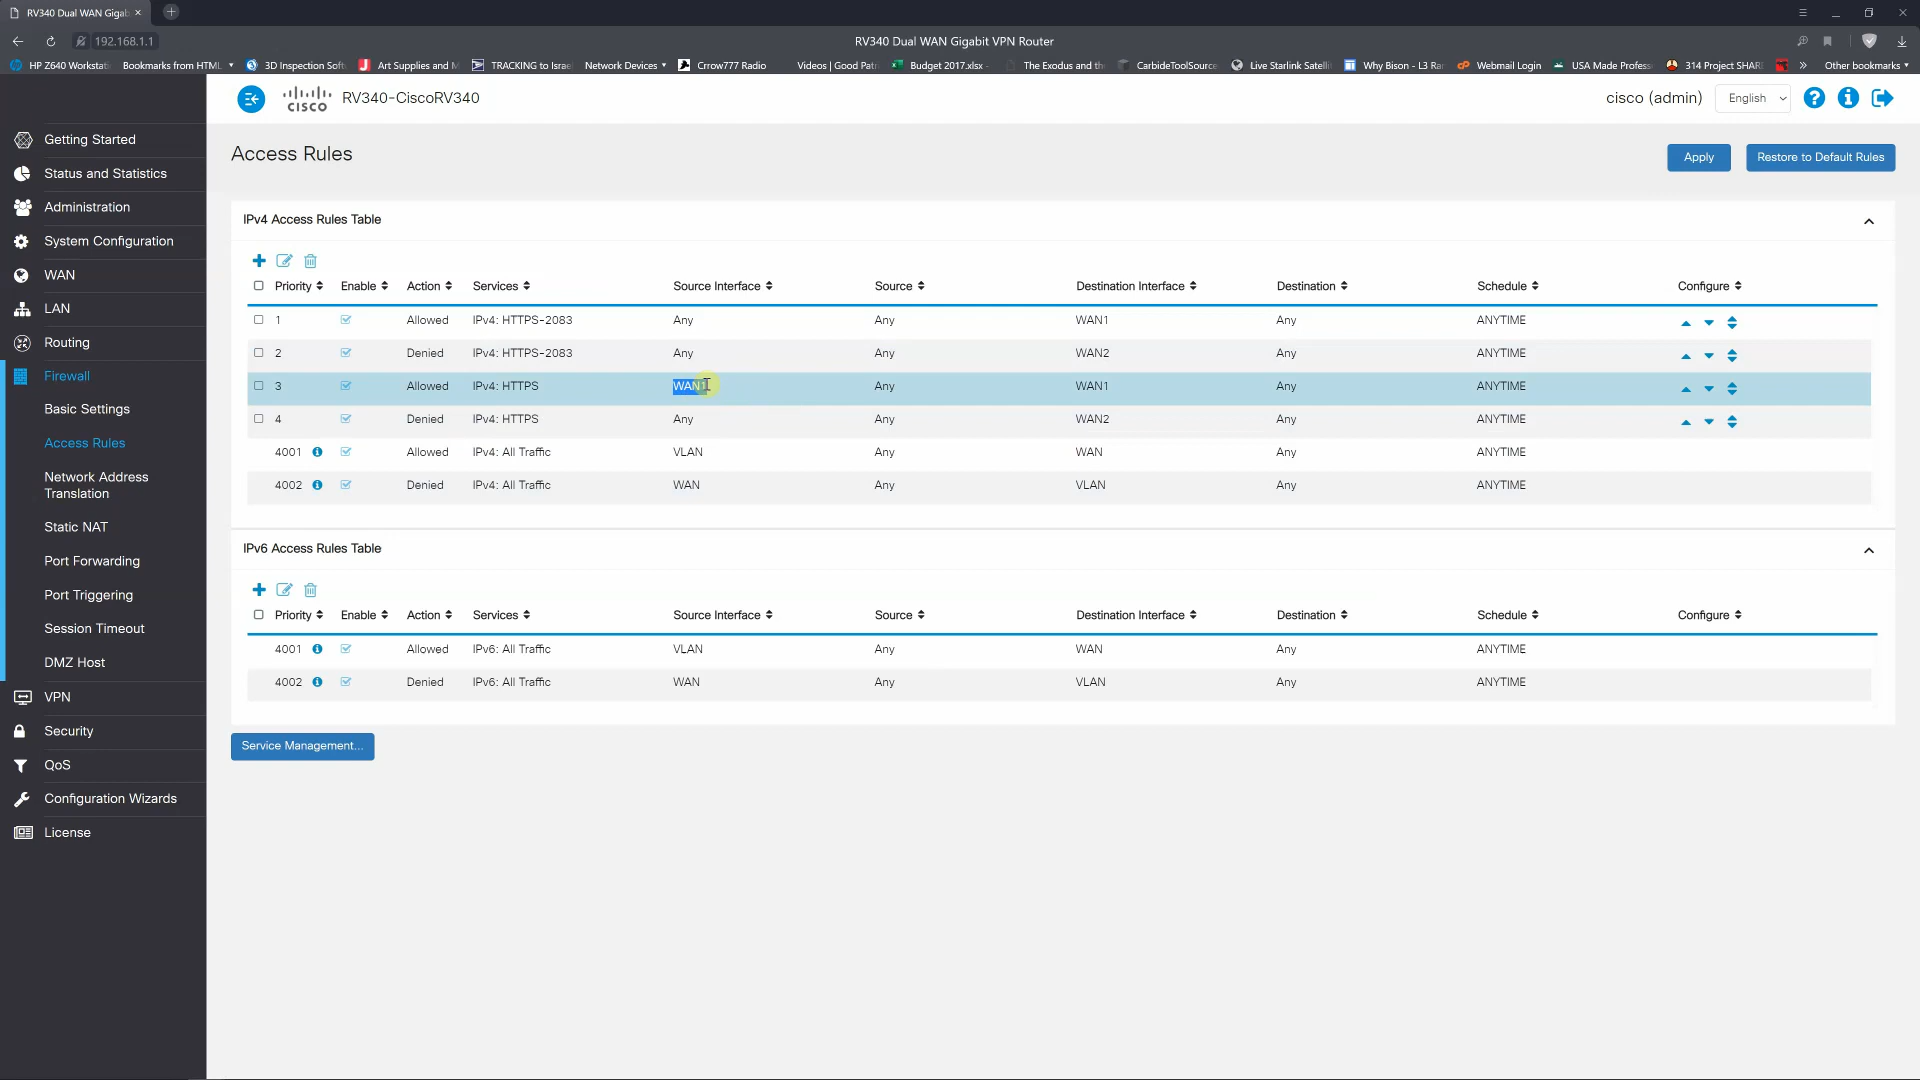 RV340 Dual WAN Gigab
192.168.1.1
RV340 Dual WAN Gigabit VPN Router
HP Z640 Workstati Bookmarks from HTML 3D Inspection Soft Art Supplies and M TRACKING to Israe Network Devices Crrow777 Radio Videos | Good Patri Budget 2017.xlsx - The Exodus and the CarbideToolSource. Live Starlink Satelli Why Bison - L3 Ra Webmail Login USA Made Profess 314 Project SHAR » Other bookmarks
cisco RV340-CiscoRV340 cisco (admin) English
Getting Started
Status and Statistics
Administration
System Configuration
WAN
LAN
Routing
Firewall
Basic Settings
Access Rules
Network Address
Translation
Static NAT
Port Forwarding
Port Triggering
Session Timeout
DMZ Host
VPN
Security
QoS
Configuration Wizards
License
Access Rules Apply Restore to Default Rules
IPv4 Access Rules Table
Priority Enable Action Services Source Interface Source Destination Interface Destination Schedule Configure
1 Allowed IPv4: HTTPS-2083 Any Any WAN1 Any ANYTIME
2 Denied IPv4: HTTPS-2083 Any Any WAN2 Any ANYTIME
3 Allowed IPv4: HTTPS WAN1 Any WAN1 Any ANYTIME
4 Denied IPv4: HTTPS Any Any WAN2 Any ANYTIME
4001 Allowed IPv4: All Traffic VLAN Any WAN Any ANYTIME
4002 Denied IPv4: All Traffic WAN Any VLAN Any ANYTIME
IPv6 Access Rules Table
Priority Enable Action Services Source Interface Source Destination Interface Destination Schedule Configure
4001 Allowed IPv6: All Traffic VLAN Any WAN Any ANYTIME
4002 Denied IPv6: All Traffic WAN Any VLAN Any ANYTIME
Service Management...